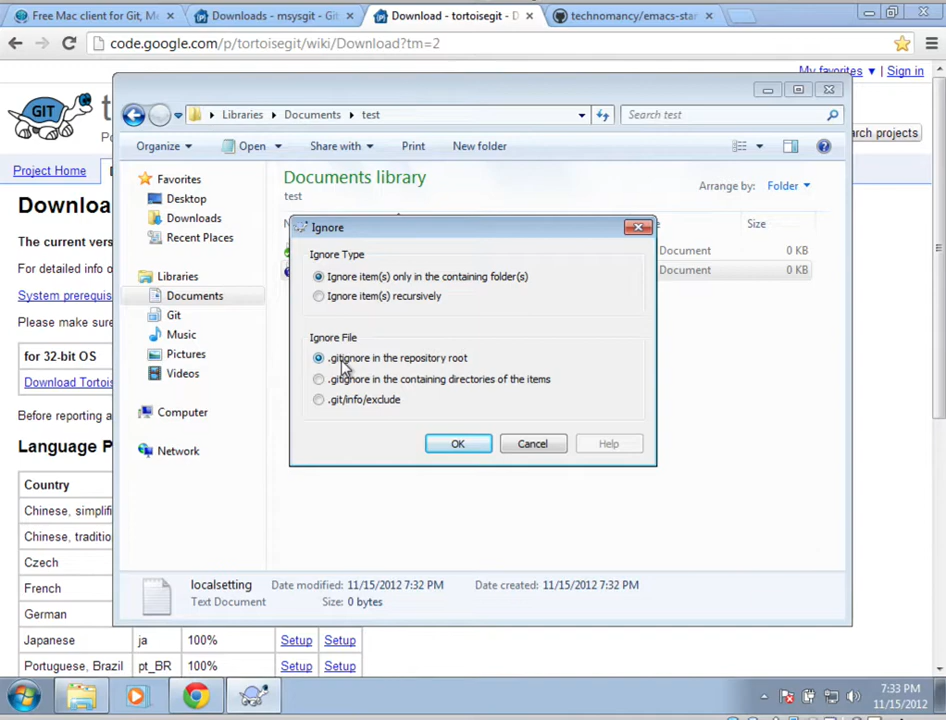 Free Mac client for Git, M
Downloads - msysgit - Git
Download - tortoisegit - D
technomancy/emacs-star
code.google.com/p/tortoisegit/wiki/Download?tm=2
My favorites ▼ | Sign in
GIT
t
Libraries ▸ Documents ▸ test
Search test
P
arch projects
Organize ▼ Open ▼ Share with ▼ Print New folder
Project Home
Favorites
Desktop
Downloads
Recent Places
Libraries
Documents
Git
Music
Pictures
Videos
Computer
Network
Documents library
test
Arrange by: Folder ▼
Size
Document 0 KB
Document 0 KB
Ignore
Ignore Type
Ignore item(s) only in the containing folder(s)
Ignore item(s) recursively
Ignore File
.gitignore in the repository root
.gitignore in the containing directories of the items
.git/info/exclude
OK Cancel Help
localsetting Date modified: 11/15/2012 7:32 PM Date created: 11/15/2012 7:32 PM
Text Document Size: 0 bytes
Downloa
The current vers
For detailed info o
System prerequis
Please make sure
for 32-bit OS
Download Tortois
Before reporting a
Language P
Country
Chinese, simplifi
Chinese, tradition
Czech
French
German
Japanese ja 100% Setup Setup
Portuguese, Brazil pt_BR 100% Setup Setup
7:33 PM
11/15/2012